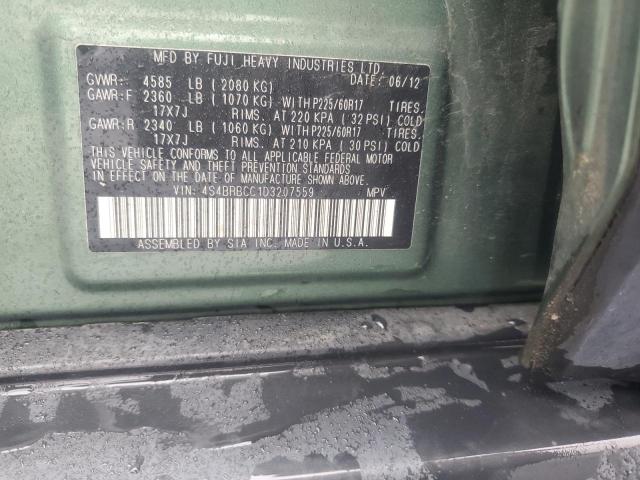 MFD BY FUJI HEAVY INDUSTRIES LTD.
GVWR: 4585 LB ( 2080 KG) DATE: 06/12
GAWR:F 2360 LB ( 1070 KG) WITH P225/60R17 TIRES.
17X7J RIMS. AT 220 KPA ( 32 PSI) COLD
GAWR:R 2340 LB ( 1060 KG) WITH P225/60R17 TIRES.
17X7J RIMS. AT 210 KPA ( 30 PSI) COLD
THIS VEHICLE CONFORMS TO ALL APPLICABLE FEDERAL MOTOR
VEHICLE SAFETY AND THEFT PREVENTION STANDARDS
IN EFFECT ON THE DATE OF MANUFACTURE SHOWN ABOVE.
VIN: 4S4BRBCC1D3207559 MPV
ASSEMBLED BY SIA INC. MADE IN U.S.A.